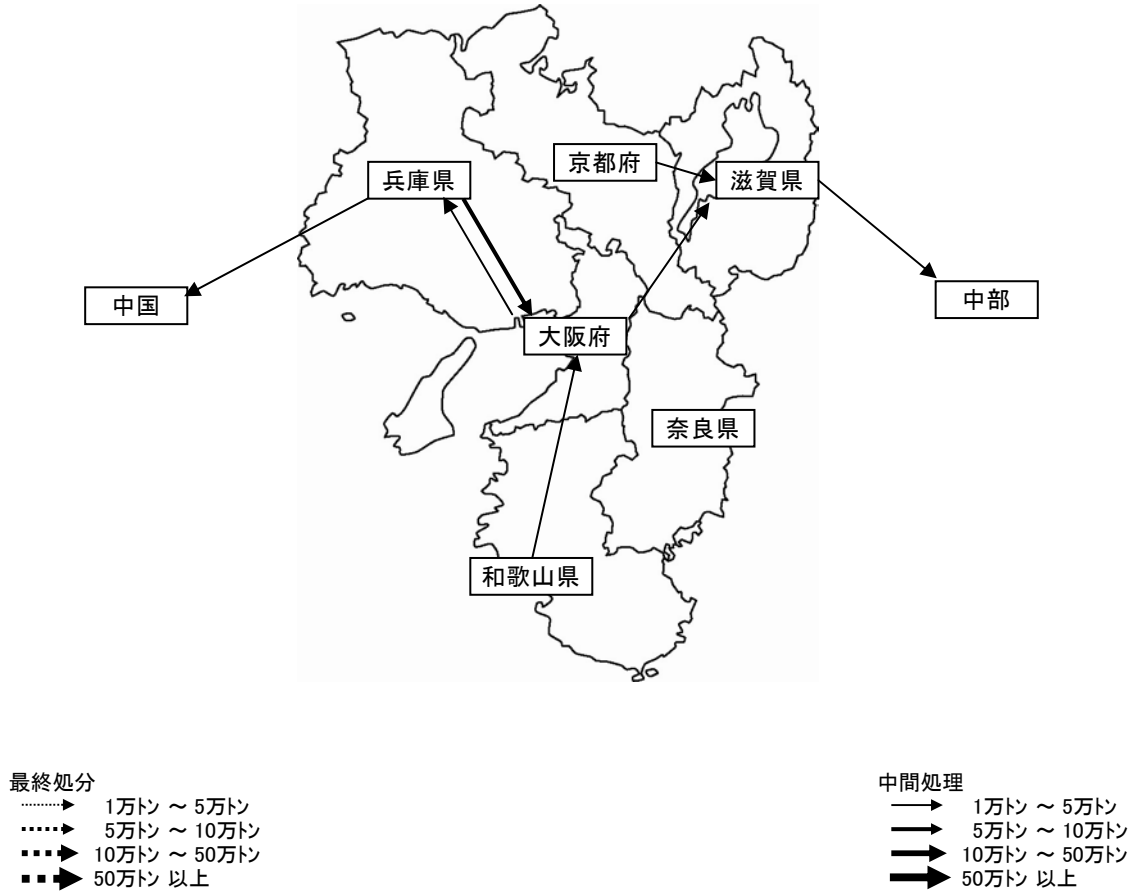 京都府
兵庫県
滋賀県
中国
中部
大阪府
奈良県
和歌山県
最終処分
1万トン ～ 5万トン
5万トン ～ 10万トン
10万トン ～ 50万トン
50万トン 以上
中間処理
1万トン ～ 5万トン
5万トン ～ 10万トン
10万トン ～ 50万トン
50万トン 以上